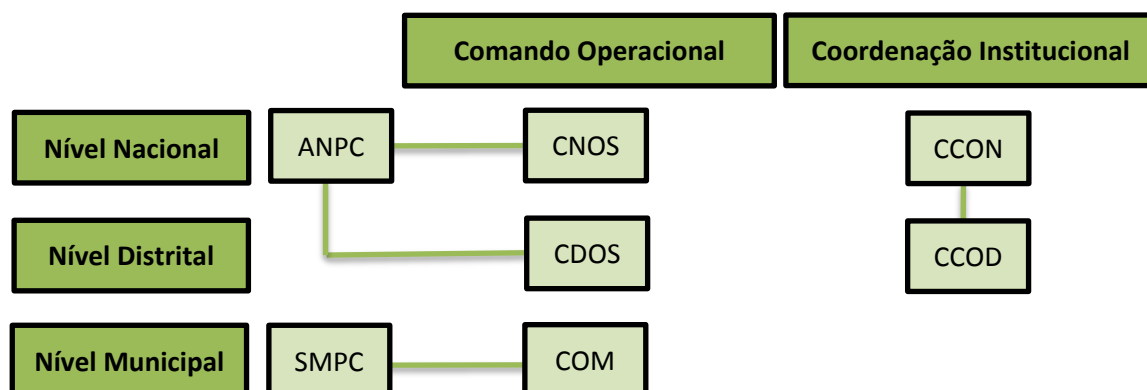 Comando Operacional
Coordenação Institucional
Nível Nacional
ANPC
CNOS
CCON
Nível Distrital
CDOS
CCOD
Nível Municipal
SMPC
COM